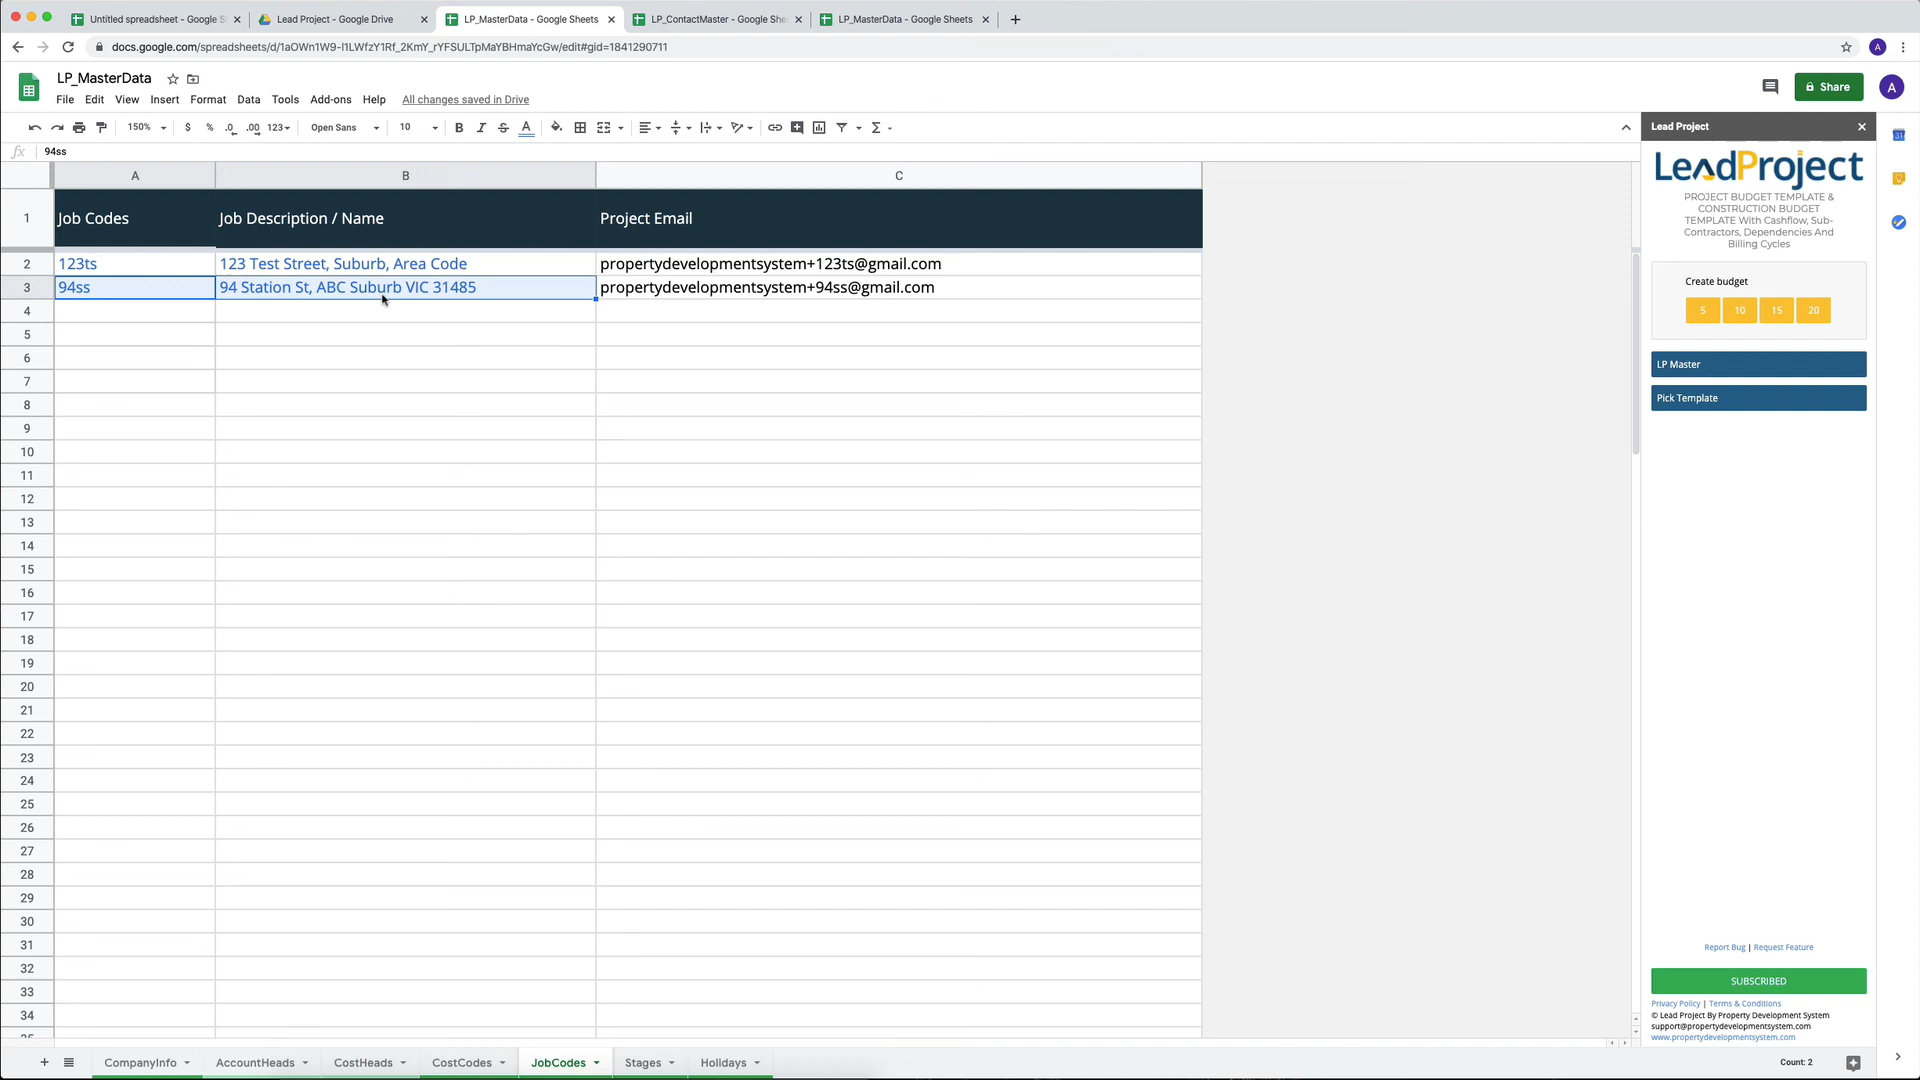 Untitled spreadsheet - Google S
Lead Project - Google Drive
LP_MasterData - Google Sheets
LP_ContactMaster - Google She
LP_MasterData - Google Sheets
docs.google.com/spreadsheets/d/1aOWn1W9-I1LWfzY1Rf_2KmY_rYFSULTpMaYBHmaYcGw/edit#gid=1841290711
A
LP_MasterData
File Edit View Insert Format Data Tools Add-ons Help All changes saved in Drive
Share
A
150% $ % .0 .00 123 Open Sans 10 B I S A
fx 94ss
A B C
1 Job Codes Job Description / Name Project Email
2 123ts 123 Test Street, Suburb, Area Code propertydevelopmentsystem+123ts@gmail.com
3 94ss 94 Station St, ABC Suburb VIC 31485 propertydevelopmentsystem+94ss@gmail.com
4
5
6
7
8
9
10
11
12
13
14
15
16
17
18
19
20
21
22
23
24
25
26
27
28
29
30
31
32
33
34
Lead Project
LeadProject
PROJECT BUDGET TEMPLATE &
CONSTRUCTION BUDGET
TEMPLATE With Cashflow, Sub-
Contractors, Dependencies And
Billing Cycles
Create budget
5 10 15 20
LP Master
Pick Template
Report Bug | Request Feature
SUBSCRIBED
Privacy Policy | Terms & Conditions
© Lead Project By Property Development System
support@propertydevelopmentsystem.com
www.propertydevelopmentsystem.com
31
CompanyInfo AccountHeads CostHeads CostCodes JobCodes Stages Holidays
Count: 2